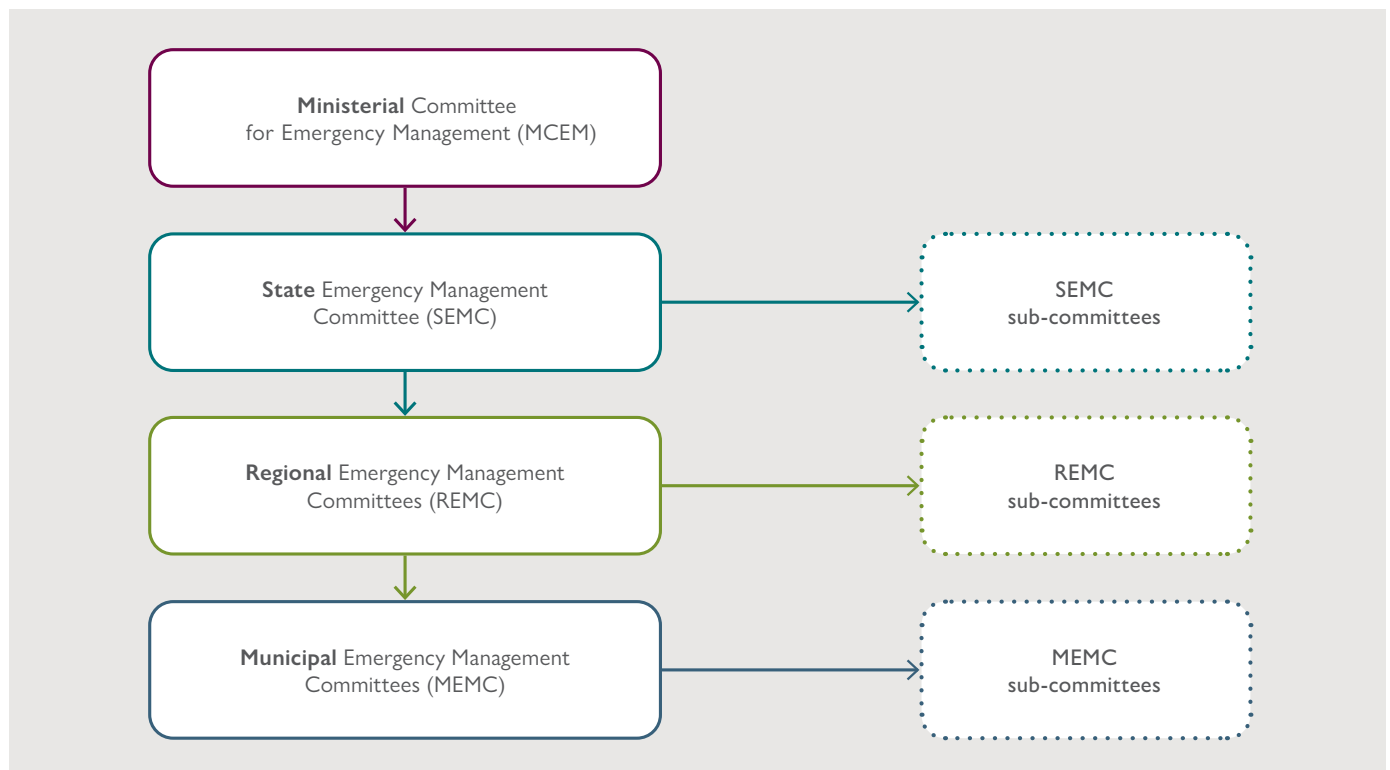 Ministerial Committee
for Emergency Management (MCEM)
State Emergency Management
Committee (SEMC)
SEMC
sub-committees
Regional Emergency Management
Committees (REMC)
REMC
sub-committees
Municipal Emergency Management
Committees (MEMC)
MEMC
sub-committees